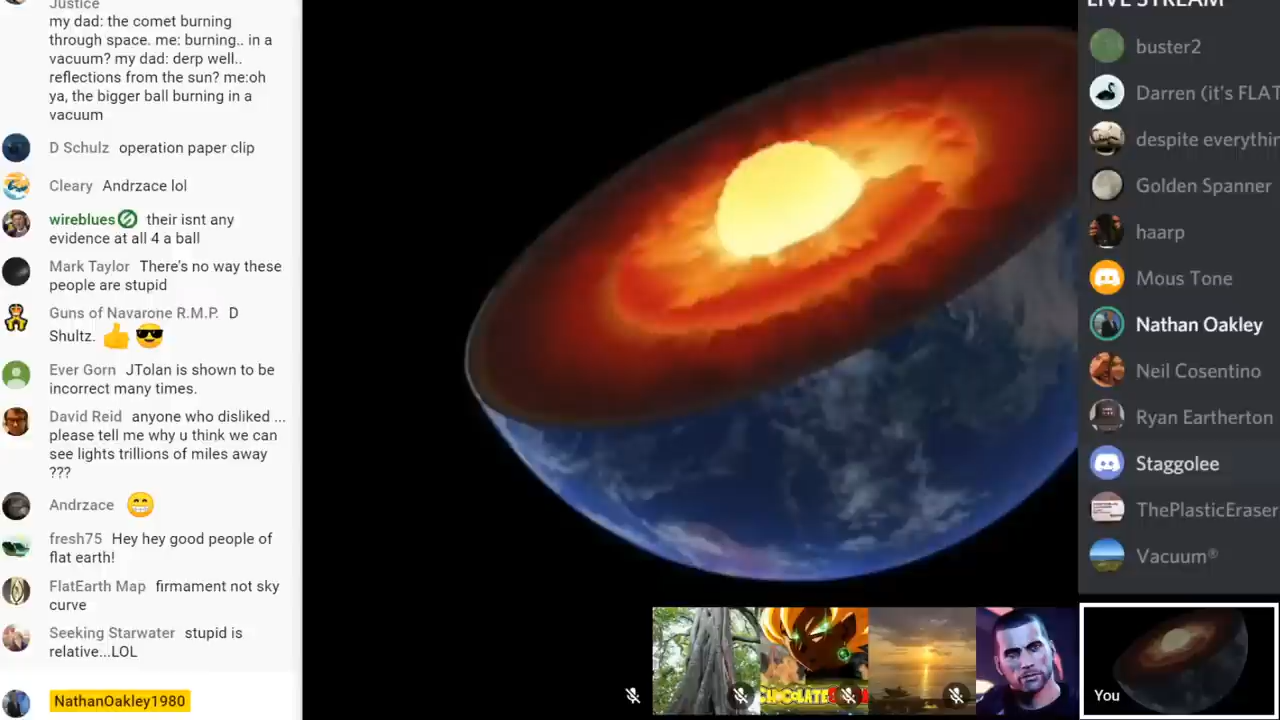 Justice
my dad: the comet burning
through space. me: burning.. in a
vacuum? my dad: derp well..
reflections from the sun? me:oh
ya, the bigger ball burning in a
vacuum
D Schulz operation paper clip
Cleary Andrzace lol
wireblues their isnt any
evidence at all 4 a ball
Mark Taylor There's no way these
people are stupid
Guns of Navarone R.M.P. D
Shultz. 👍😎
Ever Gorn JTolan is shown to be
incorrect many times.
David Reid anyone who disliked ...
please tell me why u think we can
see lights trillions of miles away
???
Andrzace 😁
fresh75 Hey hey good people of
flat earth!
FlatEarth Map firmament not sky
curve
Seeking Starwater stupid is
relative...LOL
NathanOakley1980
LIVE STREAM
buster2
Darren (it's FLAT
despite everythin
Golden Spanner
haarp
Mous Tone
Nathan Oakley
Neil Cosentino
Ryan Eartherton
Staggolee
ThePlasticEraser
Vacuum®
You